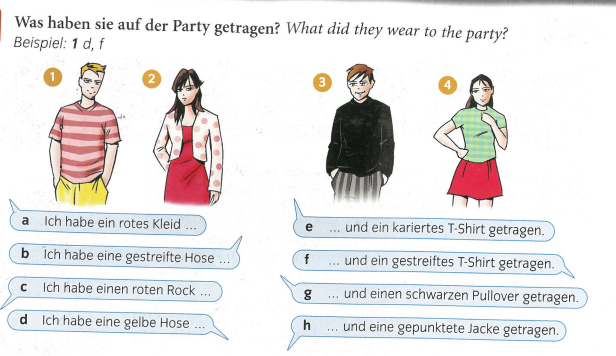 Was haben sie auf der Party getragen? What did they wear to the party?
Beispiel: 1 d, f
1
2
3
4
a Ich habe ein rotes Kleid ...
b Ich habe eine gestreifte Hose ...
c Ich habe einen roten Rock ...
d Ich habe eine gelbe Hose ...
e ... und ein kariertes T-Shirt getragen.
f ... und ein gestreiftes T-Shirt getragen.
g ... und einen schwarzen Pullover getragen.
h ... und eine gepunktete Jacke getragen.